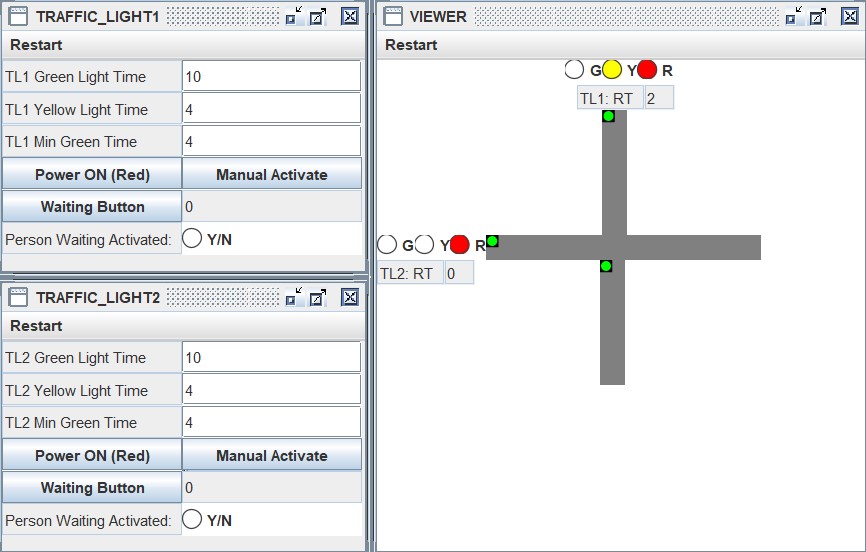 TRAFFIC_LIGHT1
Restart
TL1 Green Light Time 10
TL1 Yellow Light Time 4
TL1 Min Green Time 4
Power ON (Red) Manual Activate
Waiting Button 0
Person Waiting Activated: Y/N
TRAFFIC_LIGHT2
Restart
TL2 Green Light Time 10
TL2 Yellow Light Time 4
TL2 Min Green Time 4
Power ON (Red) Manual Activate
Waiting Button 0
Person Waiting Activated: Y/N
VIEWER
Restart
G Y R
TL1: RT 2
G Y R
TL2: RT 0